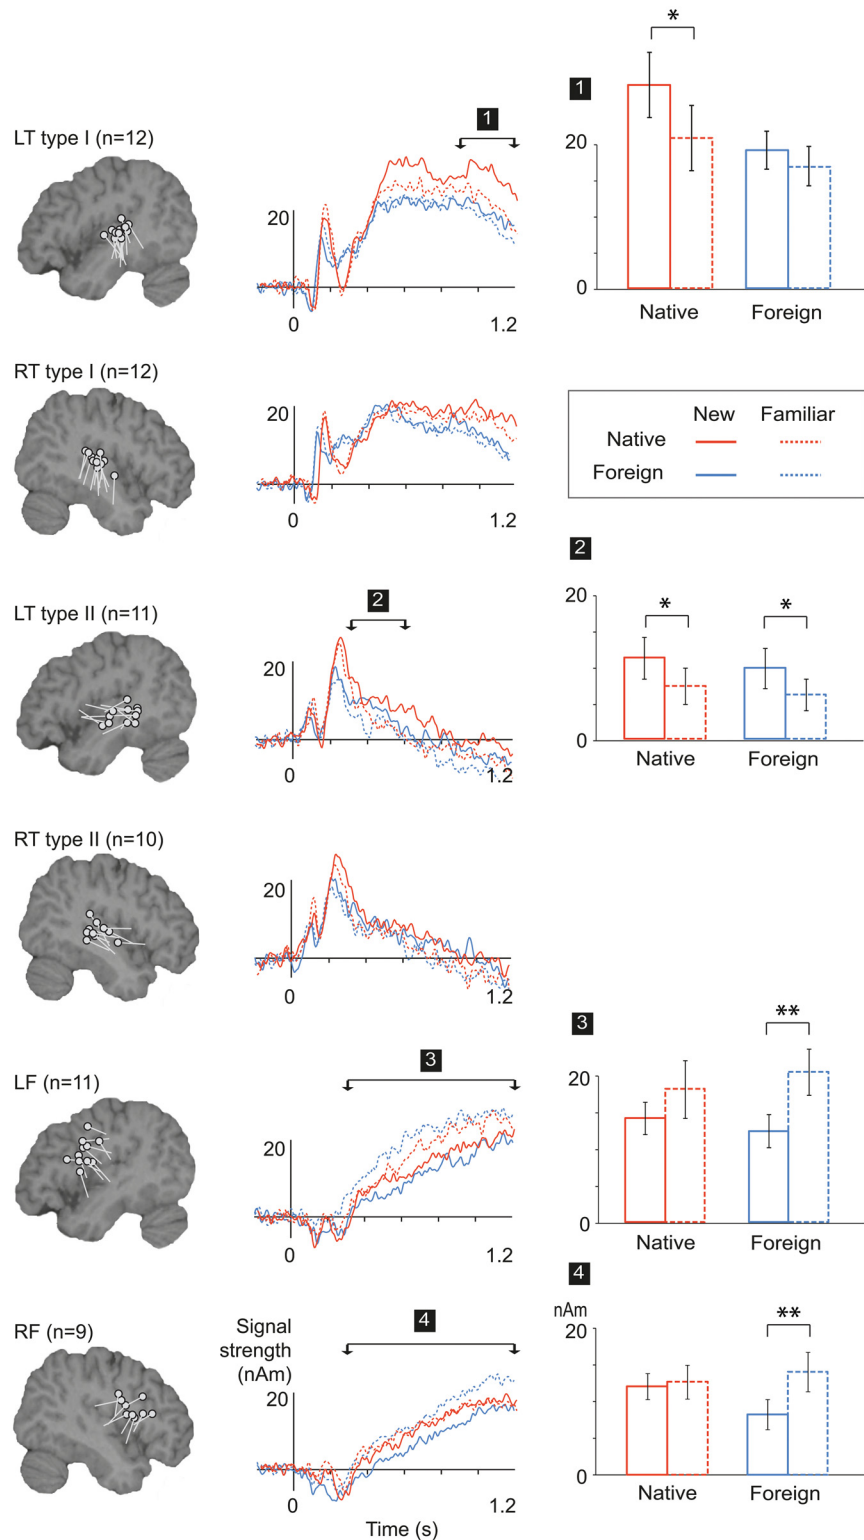 *
1
20
0
Native
Foreign
LT type I (n=12)
1
20
0
1.2
RT type I (n=12)
20
0
1.2
New
Familiar
Native
Foreign
2
LT type II (n=11)
2
20
0
1.2
20
*
*
0
Native
Foreign
RT type II (n=10)
20
0
1.2
LF (n=11)
3
20
0
1.2
3
**
20
0
Native
Foreign
RF (n=9)
Signal
strength
(nAm)
4
20
0
1.2
Time (s)
4
nAm
**
20
0
Native
Foreign